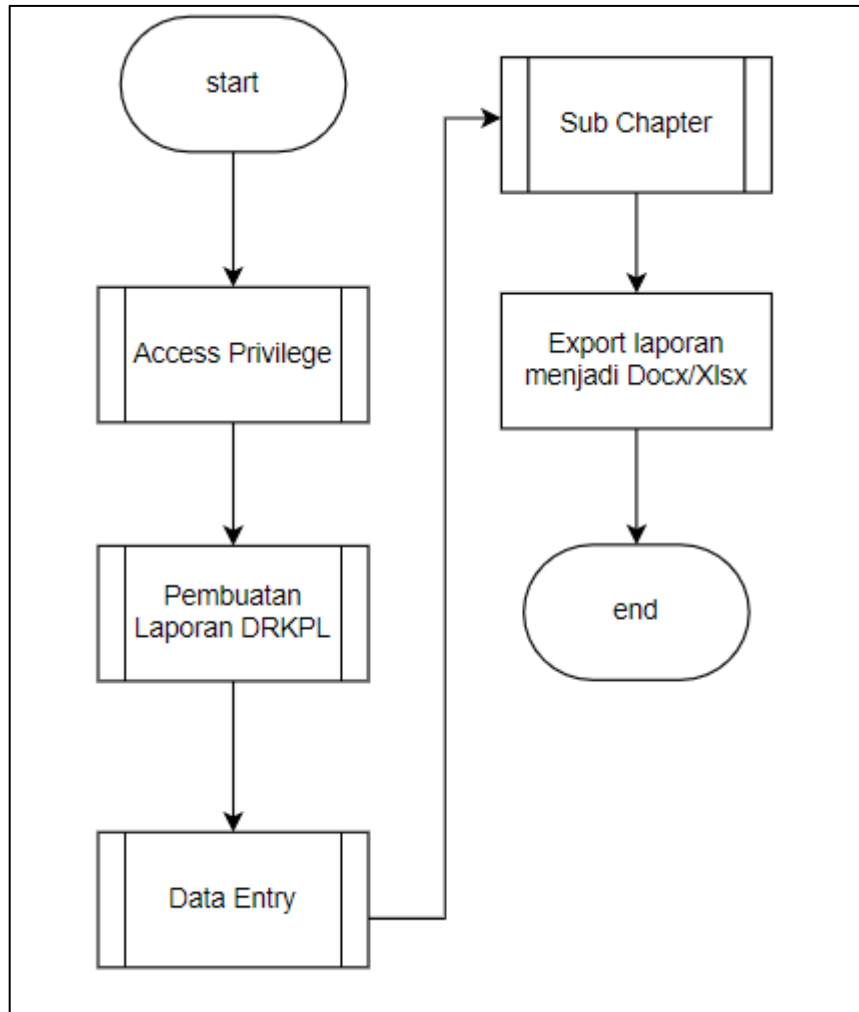 start
Access Privilege
Pembuatan
Laporan DRKPL
Data Entry
Sub Chapter
Export laporan
menjadi Docx/Xlsx
end